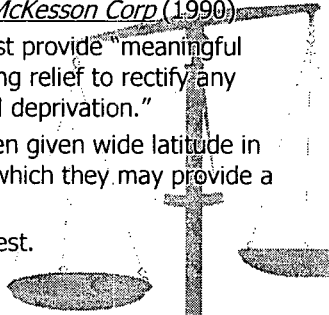 McKesson Corp (1990)
st provide "meaningful
ng relief to rectify any
l deprivation."
en given wide latitude in
which they may provide a
est.